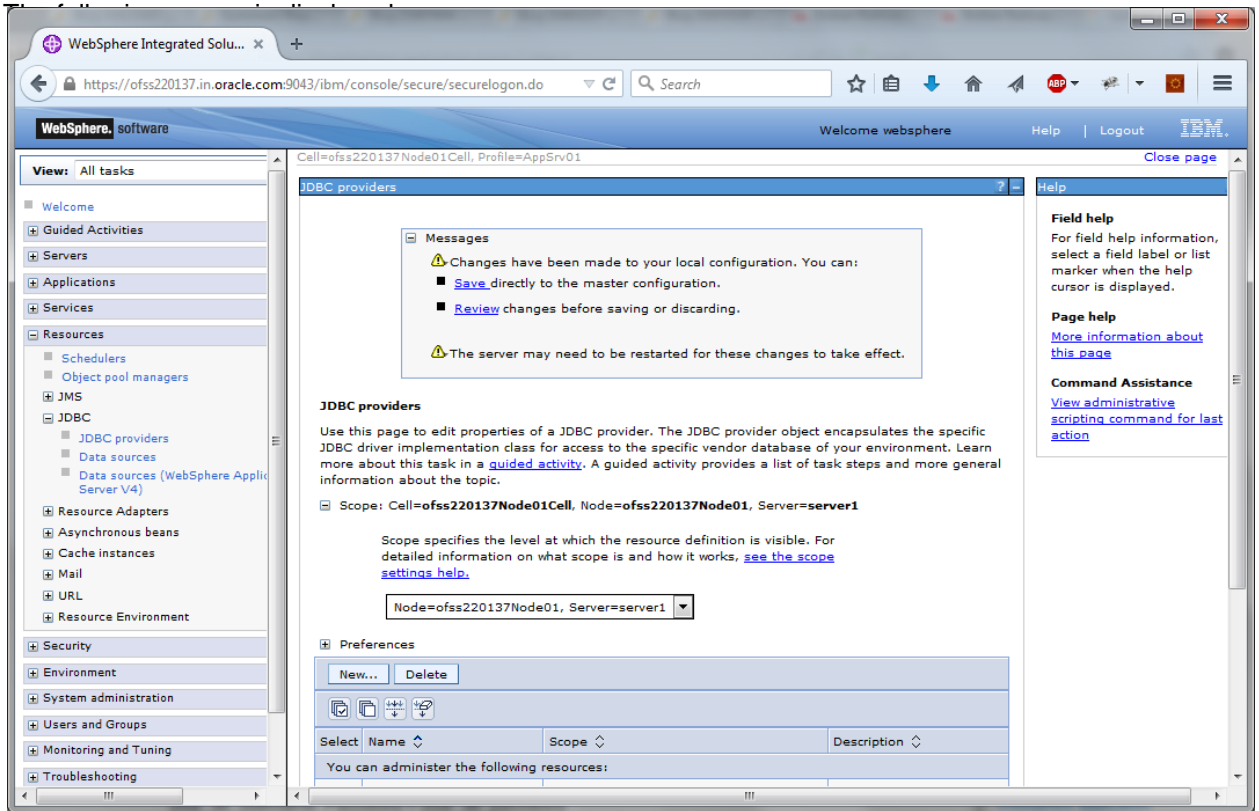 WebSphere Integrated Solu... × +
https://ofss220137.in.oracle.com:9043/ibm/console/secure/securelogon.do
Search
ABP
WebSphere. software
Welcome websphere
Help | Logout
IBM.
View: All tasks
Welcome
Guided Activities
Servers
Applications
Services
Resources
Schedulers
Object pool managers
JMS
JDBC
JDBC providers
Data sources
Data sources (WebSphere Applic
Server V4)
Resource Adapters
Asynchronous beans
Cache instances
Mail
URL
Resource Environment
Security
Environment
System administration
Users and Groups
Monitoring and Tuning
Troubleshooting
Cell=ofss220137Node01Cell, Profile=AppSrv01
Close page
JDBC providers
? -
Messages
Changes have been made to your local configuration. You can:
Save directly to the master configuration.
Review changes before saving or discarding.
The server may need to be restarted for these changes to take effect.
JDBC providers
Use this page to edit properties of a JDBC provider. The JDBC provider object encapsulates the specific
JDBC driver implementation class for access to the specific vendor database of your environment. Learn
more about this task in a guided activity. A guided activity provides a list of task steps and more general
information about the topic.
Scope: Cell=ofss220137Node01Cell, Node=ofss220137Node01, Server=server1
Scope specifies the level at which the resource definition is visible. For
detailed information on what scope is and how it works, see the scope
settings help.
Node=ofss220137Node01, Server=server1
Preferences
New... Delete
Select Name Scope Description
You can administer the following resources:
Help
Field help
For field help information,
select a field label or list
marker when the help
cursor is displayed.
Page help
More information about
this page
Command Assistance
View administrative
scripting command for last
action